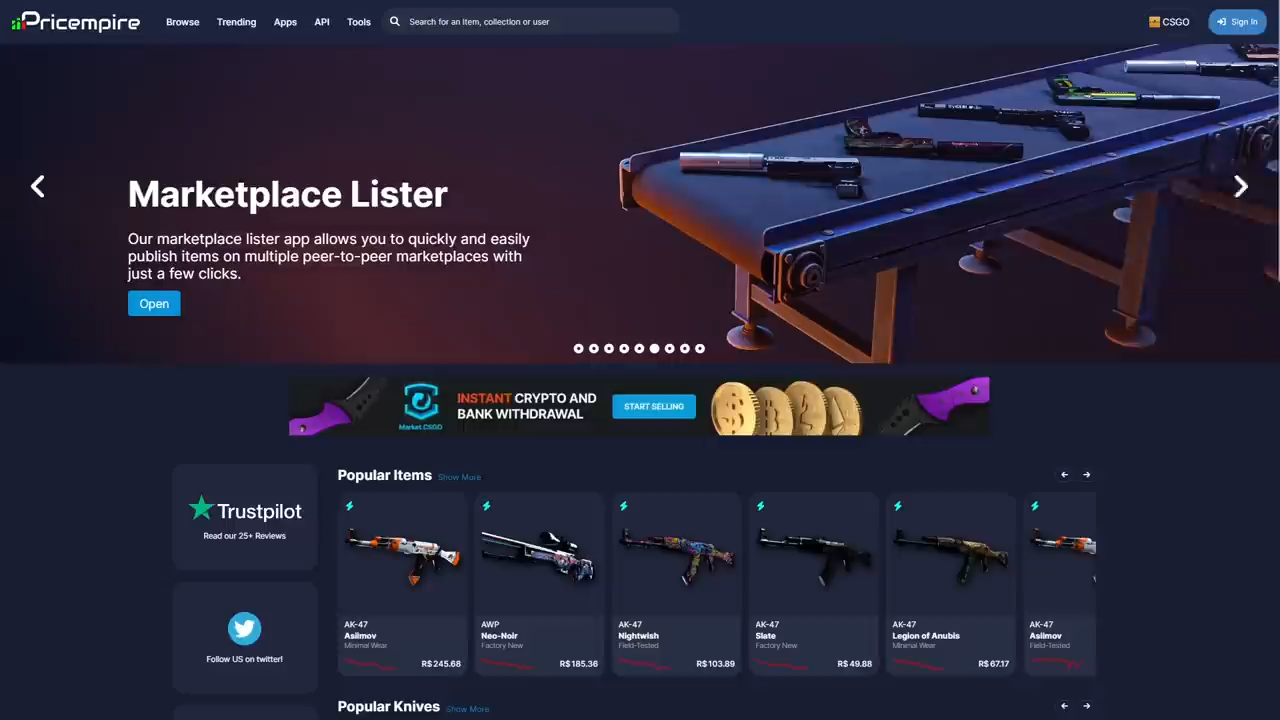 Pricempire
Browse
Trending
Apps
API
Tools
Search for an item, collection or user
CSGO
Sign In
Marketplace Lister
Our marketplace lister app allows you to quickly and easily
publish items on multiple peer-to-peer marketplaces with
just a few clicks.
Open
Market CSGO
INSTANT CRYPTO AND
BANK WITHDRAWAL
START SELLING
Trustpilot
Read our 25+ Reviews
Follow US on twitter!
Popular Items Show More
AK-47
Asiimov
Minimal Wear
R$ 245.68
AWP
Neo-Noir
Factory New
R$ 185.36
AK-47
Nightwish
Field-Tested
R$ 103.89
AK-47
Slate
Factory New
R$ 49.88
AK-47
Legion of Anubis
Minimal Wear
R$ 67.17
AK-47
Asiimov
Field-Tested
Popular Knives Show More